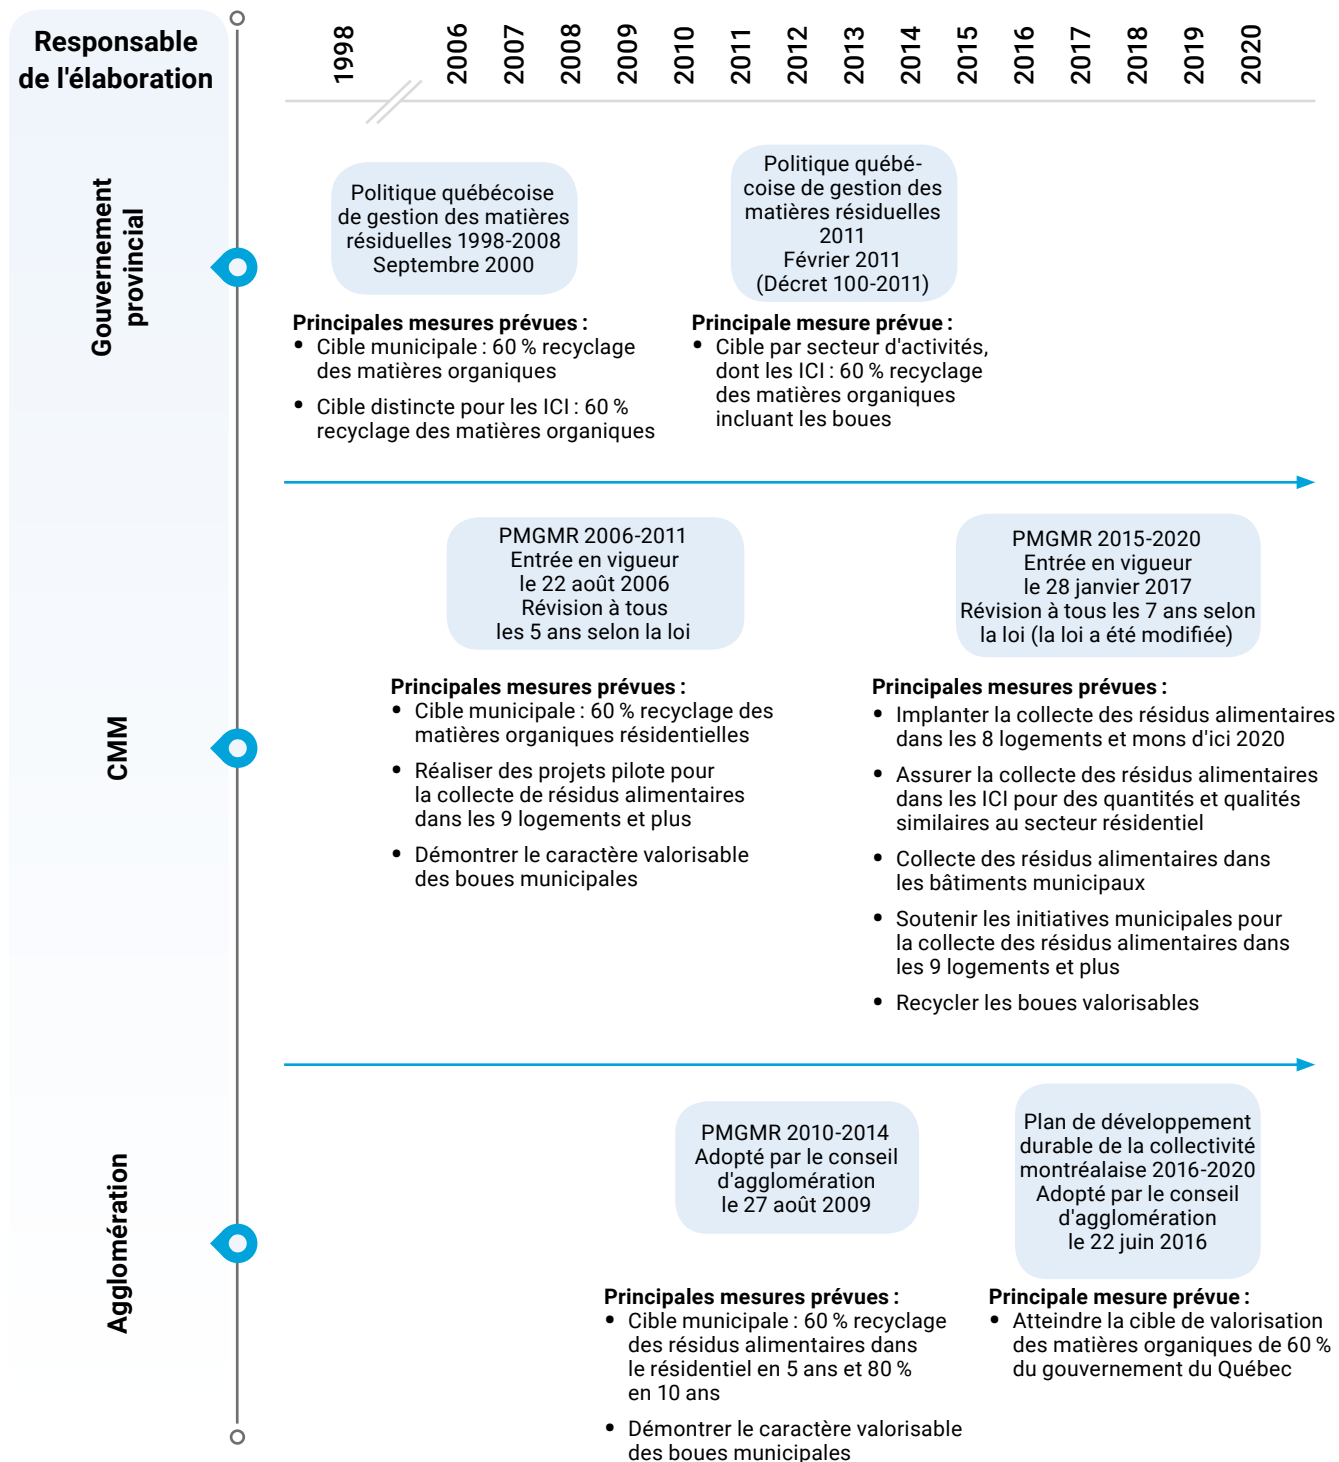 Responsable
de l'élaboration
1998
2006
2007
2008
2009
2010
2011
2012
2013
2014
2015
2016
2017
2018
2019
2020
Gouvernement
provincial
Politique québécoise
de gestion des matières
résiduelles 1998-2008
Septembre 2000
Principales mesures prévues :
• Cible municipale : 60 % recyclage
des matières organiques
• Cible distincte pour les ICI : 60 %
recyclage des matières organiques
Politique québé-
coise de gestion des
matières résiduelles
2011
Février 2011
(Décret 100-2011)
Principale mesure prévue :
• Cible par secteur d'activités,
dont les ICI : 60 % recyclage
des matières organiques
incluant les boues
CMM
PMGMR 2006-2011
Entrée en vigueur
le 22 août 2006
Révision à tous
les 5 ans selon la loi
Principales mesures prévues :
• Cible municipale : 60 % recyclage des
matières organiques résidentielles
• Réaliser des projets pilote pour
la collecte de résidus alimentaires
dans les 9 logements et plus
• Démontrer le caractère valorisable
des boues municipales
PMGMR 2015-2020
Entrée en vigueur
le 28 janvier 2017
Révision à tous les 7 ans selon
la loi (la loi a été modifiée)
Principales mesures prévues :
• Implanter la collecte des résidus alimentaires
dans les 8 logements et mons d'ici 2020
• Assurer la collecte des résidus alimentaires
dans les ICI pour des quantités et qualités
similaires au secteur résidentiel
• Collecte des résidus alimentaires dans
les bâtiments municipaux
• Soutenir les initiatives municipales pour
la collecte des résidus alimentaires dans
les 9 logements et plus
• Recycler les boues valorisables
Agglomération
PMGMR 2010-2014
Adopté par le conseil
d'agglomération
le 27 août 2009
Principales mesures prévues :
• Cible municipale : 60 % recyclage
des résidus alimentaires dans
le résidentiel en 5 ans et 80 %
en 10 ans
• Démontrer le caractère valorisable
des boues municipales
Plan de développement
durable de la collectivité
montréalaise 2016-2020
Adopté par le conseil
d'agglomération
le 22 juin 2016
Principale mesure prévue :
• Atteindre la cible de valorisation
des matières organiques de 60 %
du gouvernement du Québec